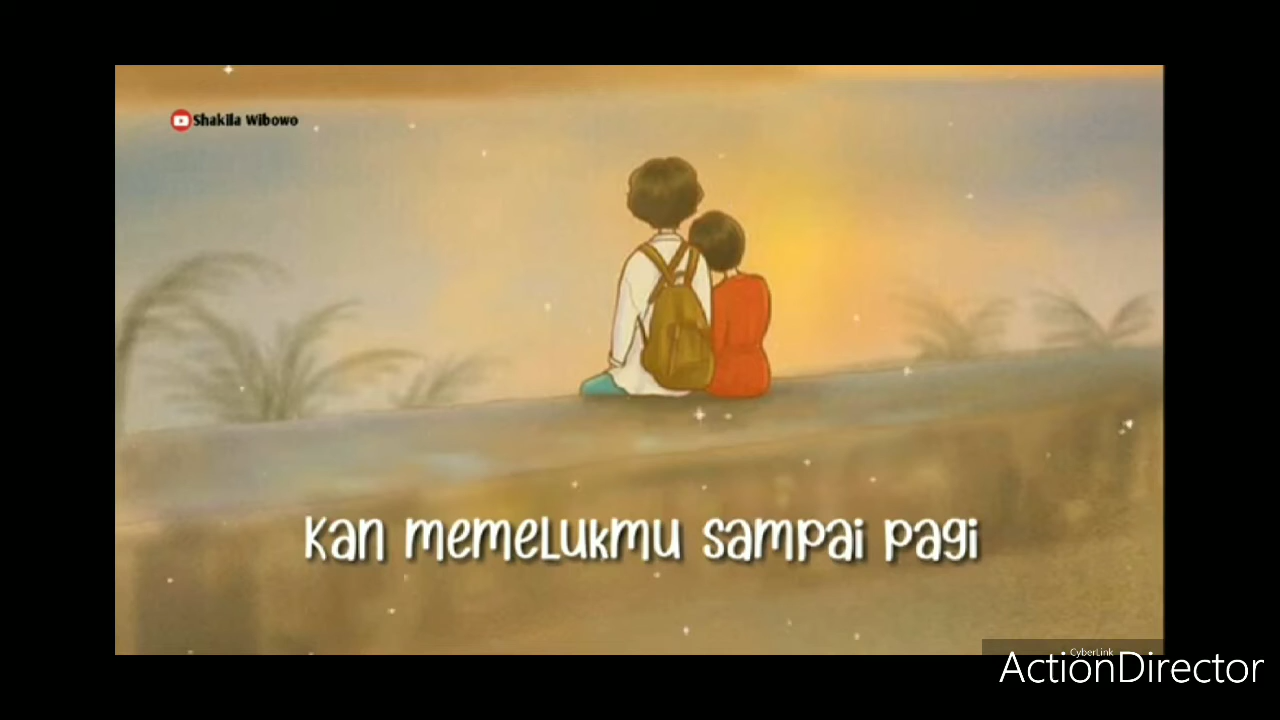 Shakila Wibowo
Kan memelukmu sampai pagi
CyberLink
ActionDirector